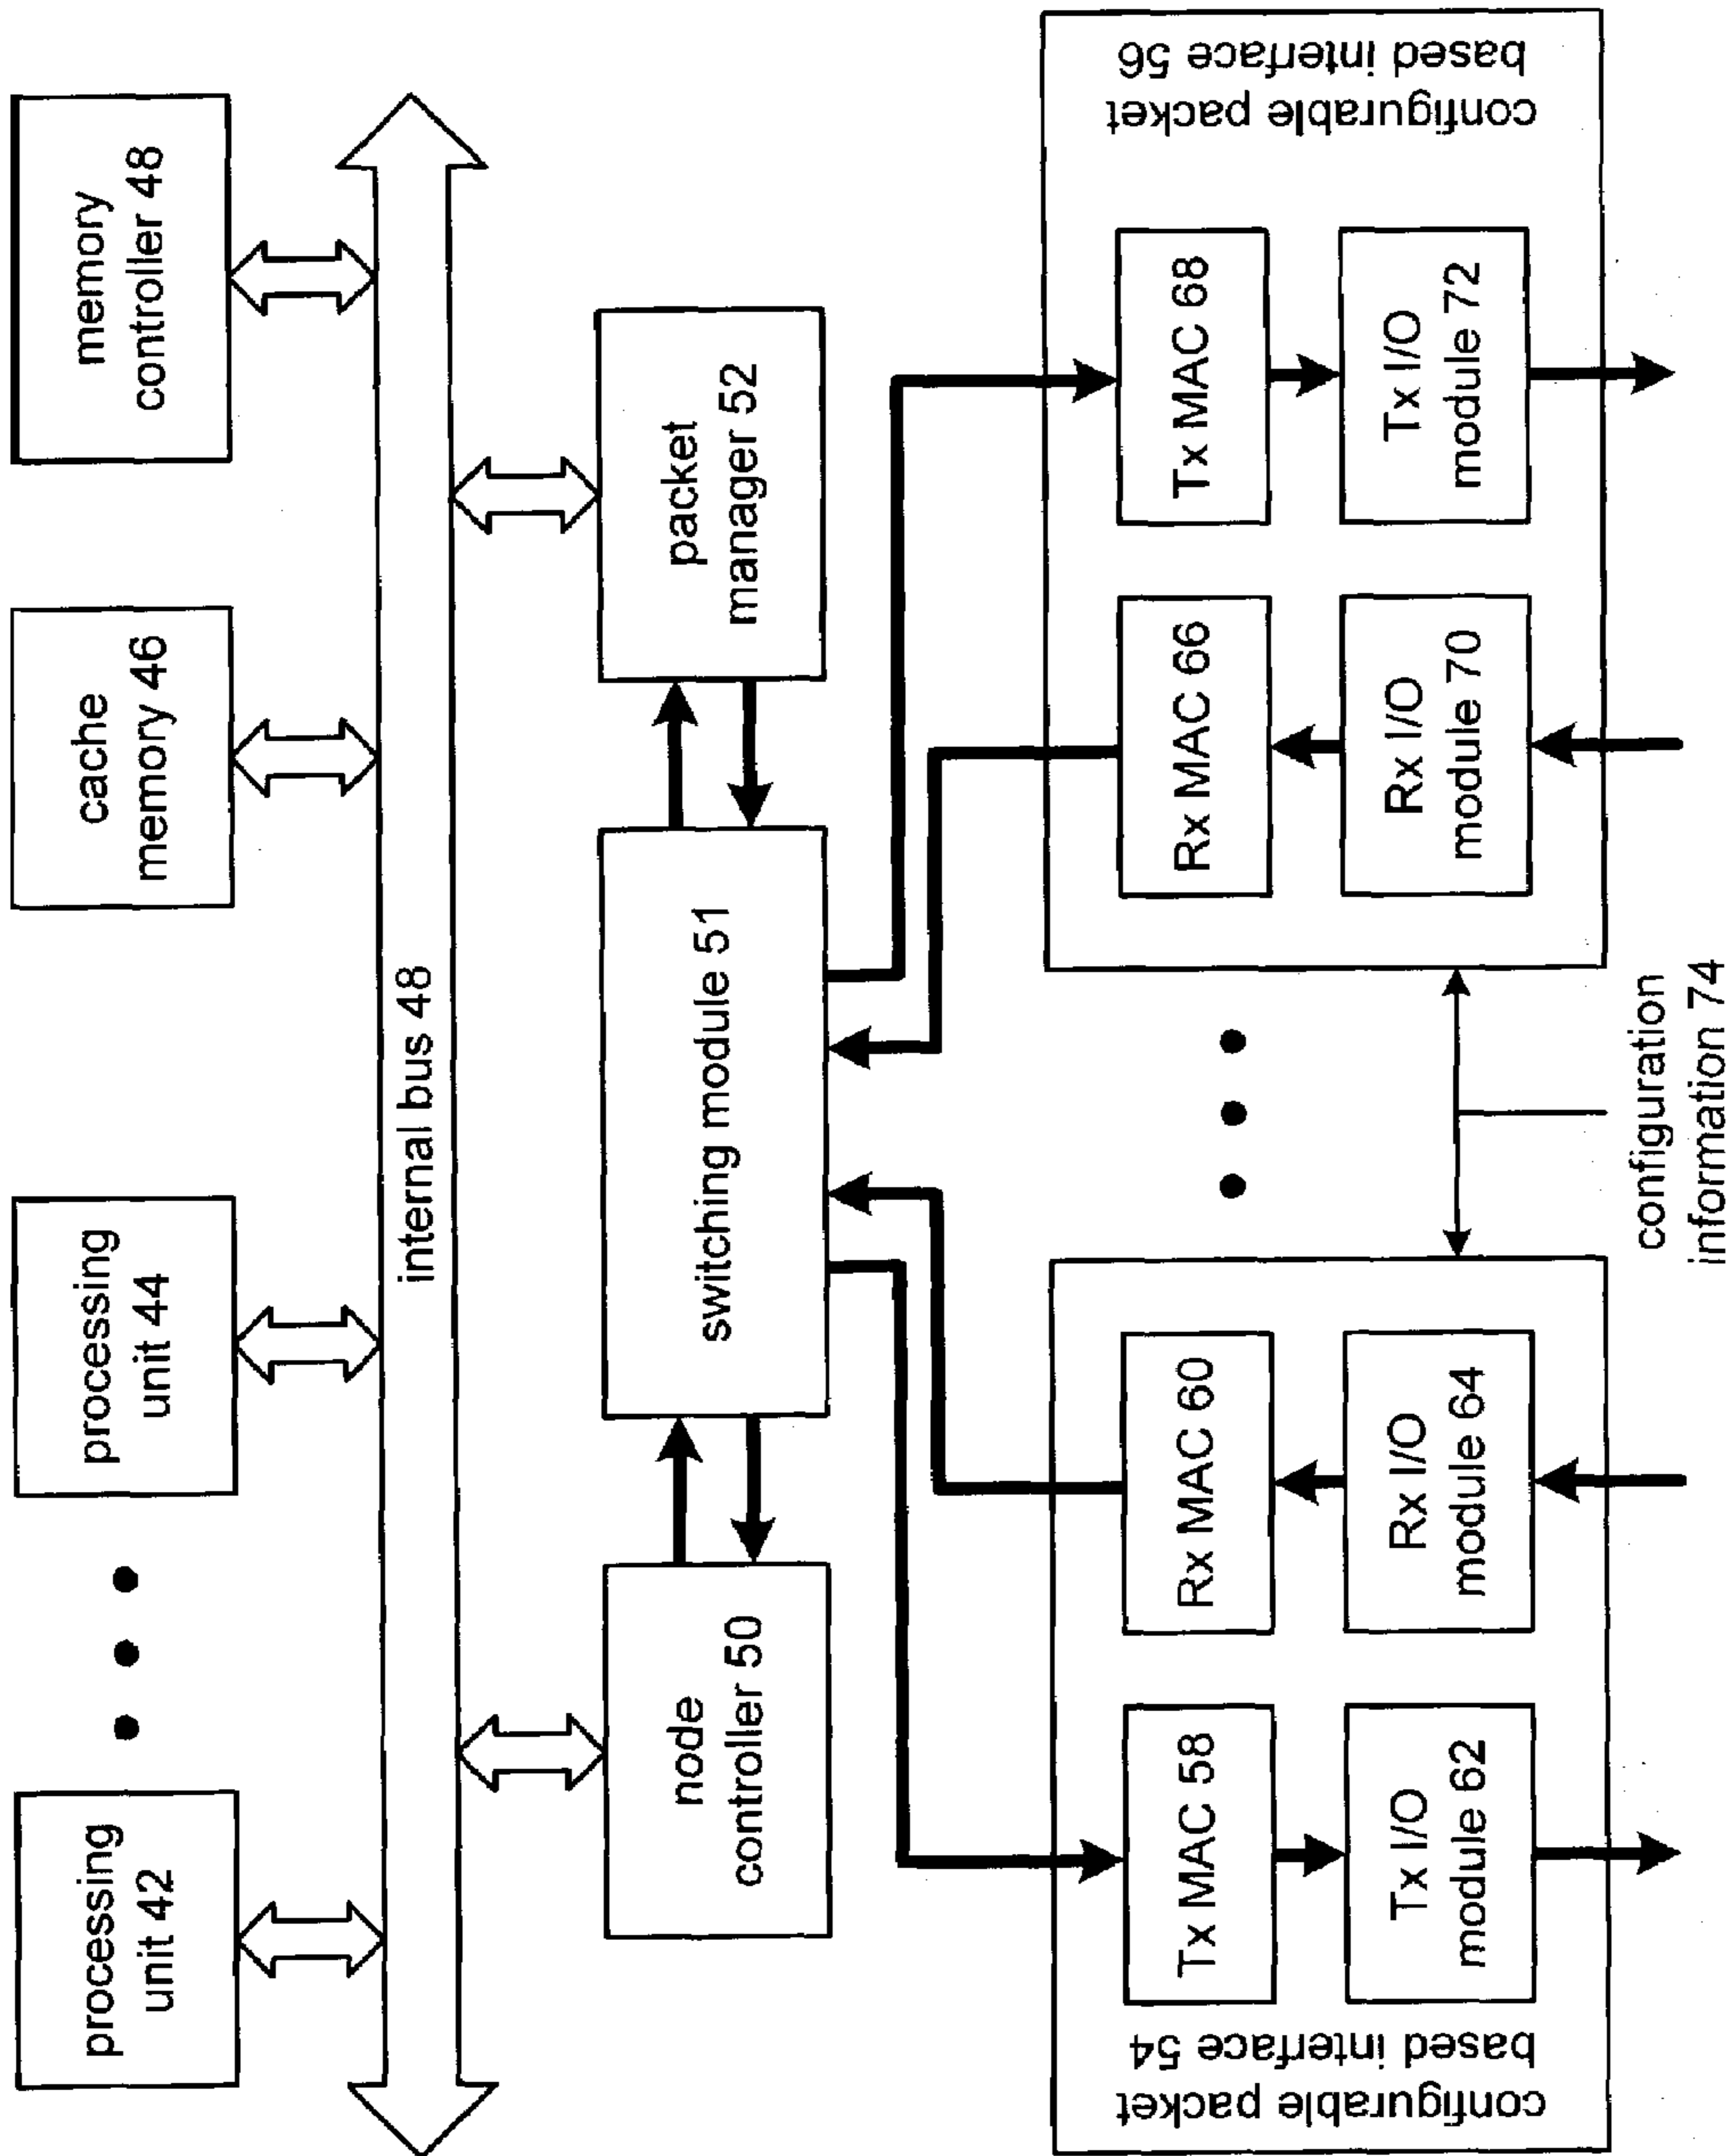 processing
unit 42
processing
unit 44
cache
memory 46
memory
controller 48
internal bus 48
node
controller 50
switching module 51
packet
manager 52
configurable packet
based interface 54
Tx MAC 58
Rx MAC 60
Tx I/O
module 62
Rx I/O
module 64
configurable packet
based interface 56
Rx MAC 66
Tx MAC 68
Rx I/O
module 70
Tx I/O
module 72
configuration
information 74